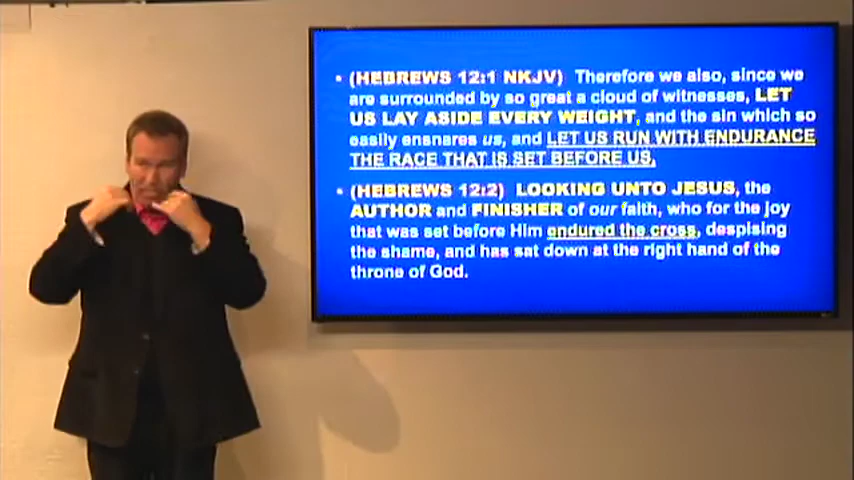 • (HEBREWS 12:1 NKJV) Therefore we also, since we
are surrounded by so great a cloud of witnesses, LET
US LAY ASIDE EVERY WEIGHT, and the sin which so
easily ensnares us, and LET US RUN WITH ENDURANCE
THE RACE THAT IS SET BEFORE US,
• (HEBREWS 12:2) LOOKING UNTO JESUS, the
AUTHOR and FINISHER of our faith, who for the joy
that was set before Him endured the cross, despising
the shame, and has sat down at the right hand of the
throne of God.